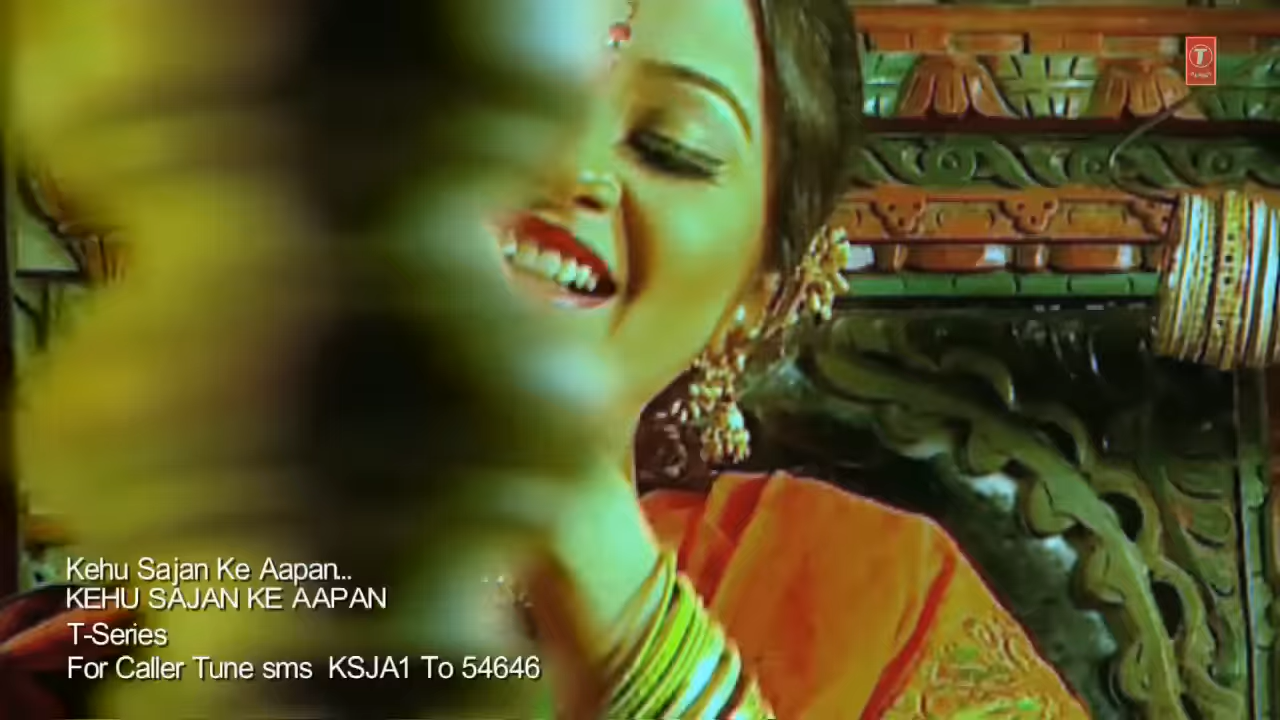 T
Kehu Sajan Ke Aapan...
KEHU SAJAN KE AAPAN
T-Series
For Caller Tune sms KSJA1 To 54646